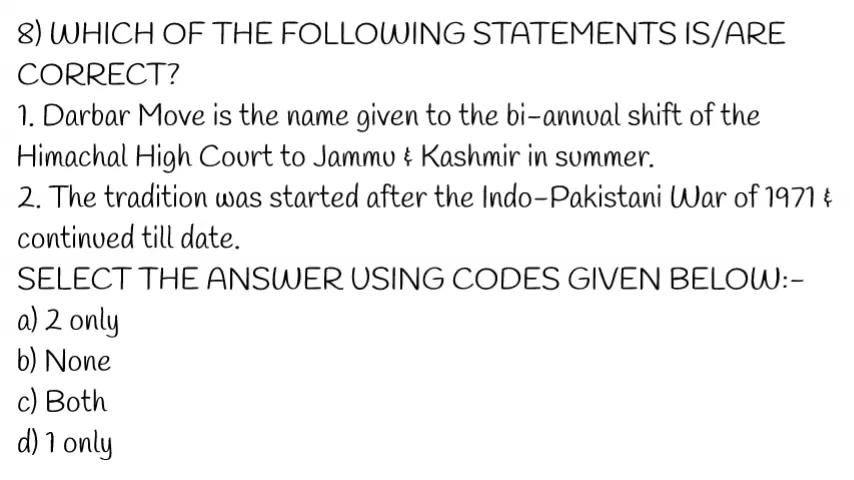 8) WHICH OF THE FOLLOWING STATEMENTS IS/ARE
CORRECT?
1. Darbar Move is the name given to the bi-annual shift of the
Himachal High Court to Jammu & Kashmir in summer.
2. The tradition was started after the Indo-Pakistani War of 1971 &
continued till date.
SELECT THE ANSWER USING CODES GIVEN BELOW:-
a) 2 only
b) None
c) Both
d) 1 only